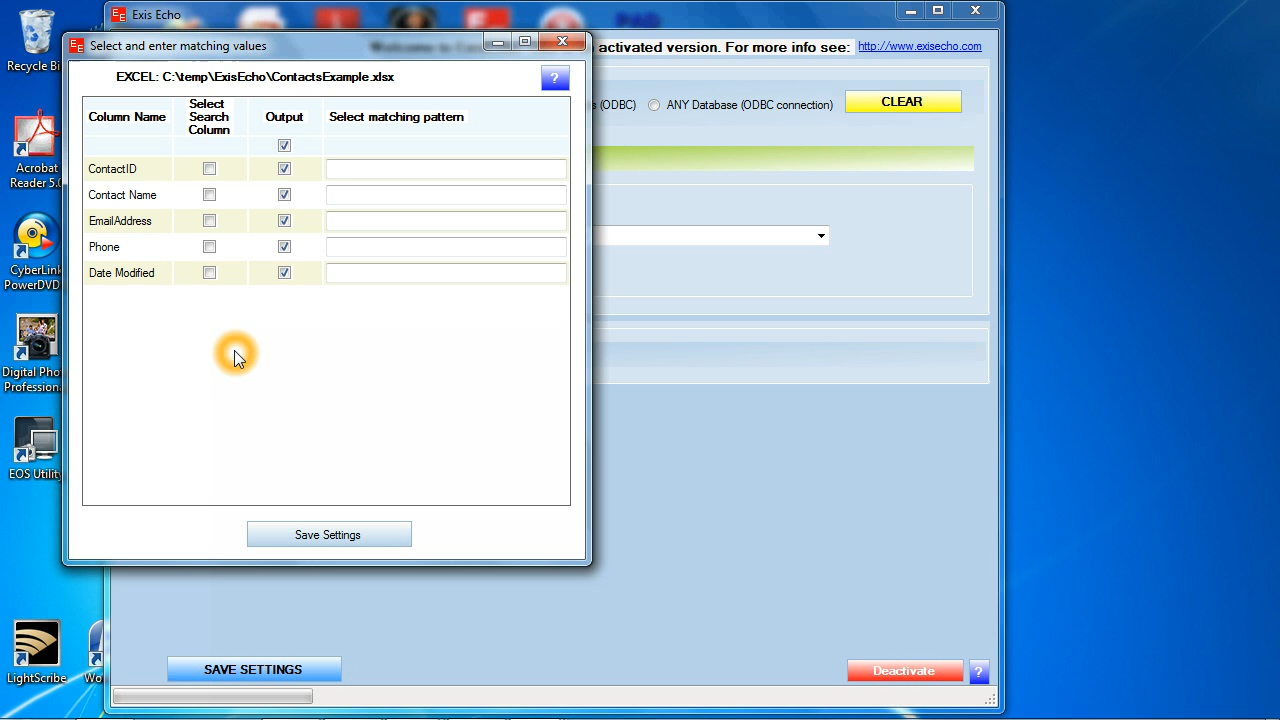 Exis Echo
Recycle Bi
Select and enter matching values
activated version. For more info see: http://www.exisecho.com
EXCEL: C:\temp\ExisEcho\ContactsExample.xlsx
?
s (ODBC)
ANY Database (ODBC connection)
CLEAR
Column Name
Select Search Column
Output
Select matching pattern
ContactID
Contact Name
EmailAddress
Phone
Date Modified
Save Settings
Acrobat
Reader 5.0
CyberLink
PowerDVD
Digital Pho
Professiona
EOS Utility
LightScribe
Wo
SAVE SETTINGS
Deactivate
?